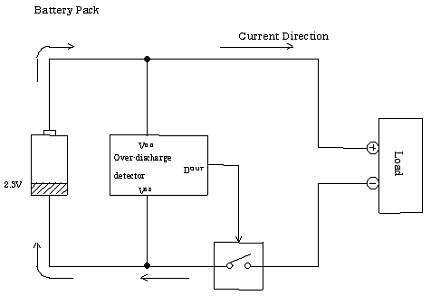 Battery Pack
Current Direction
VDD
Over-discharge
detector
DOUT
VSS
2.5V
+
−
Load